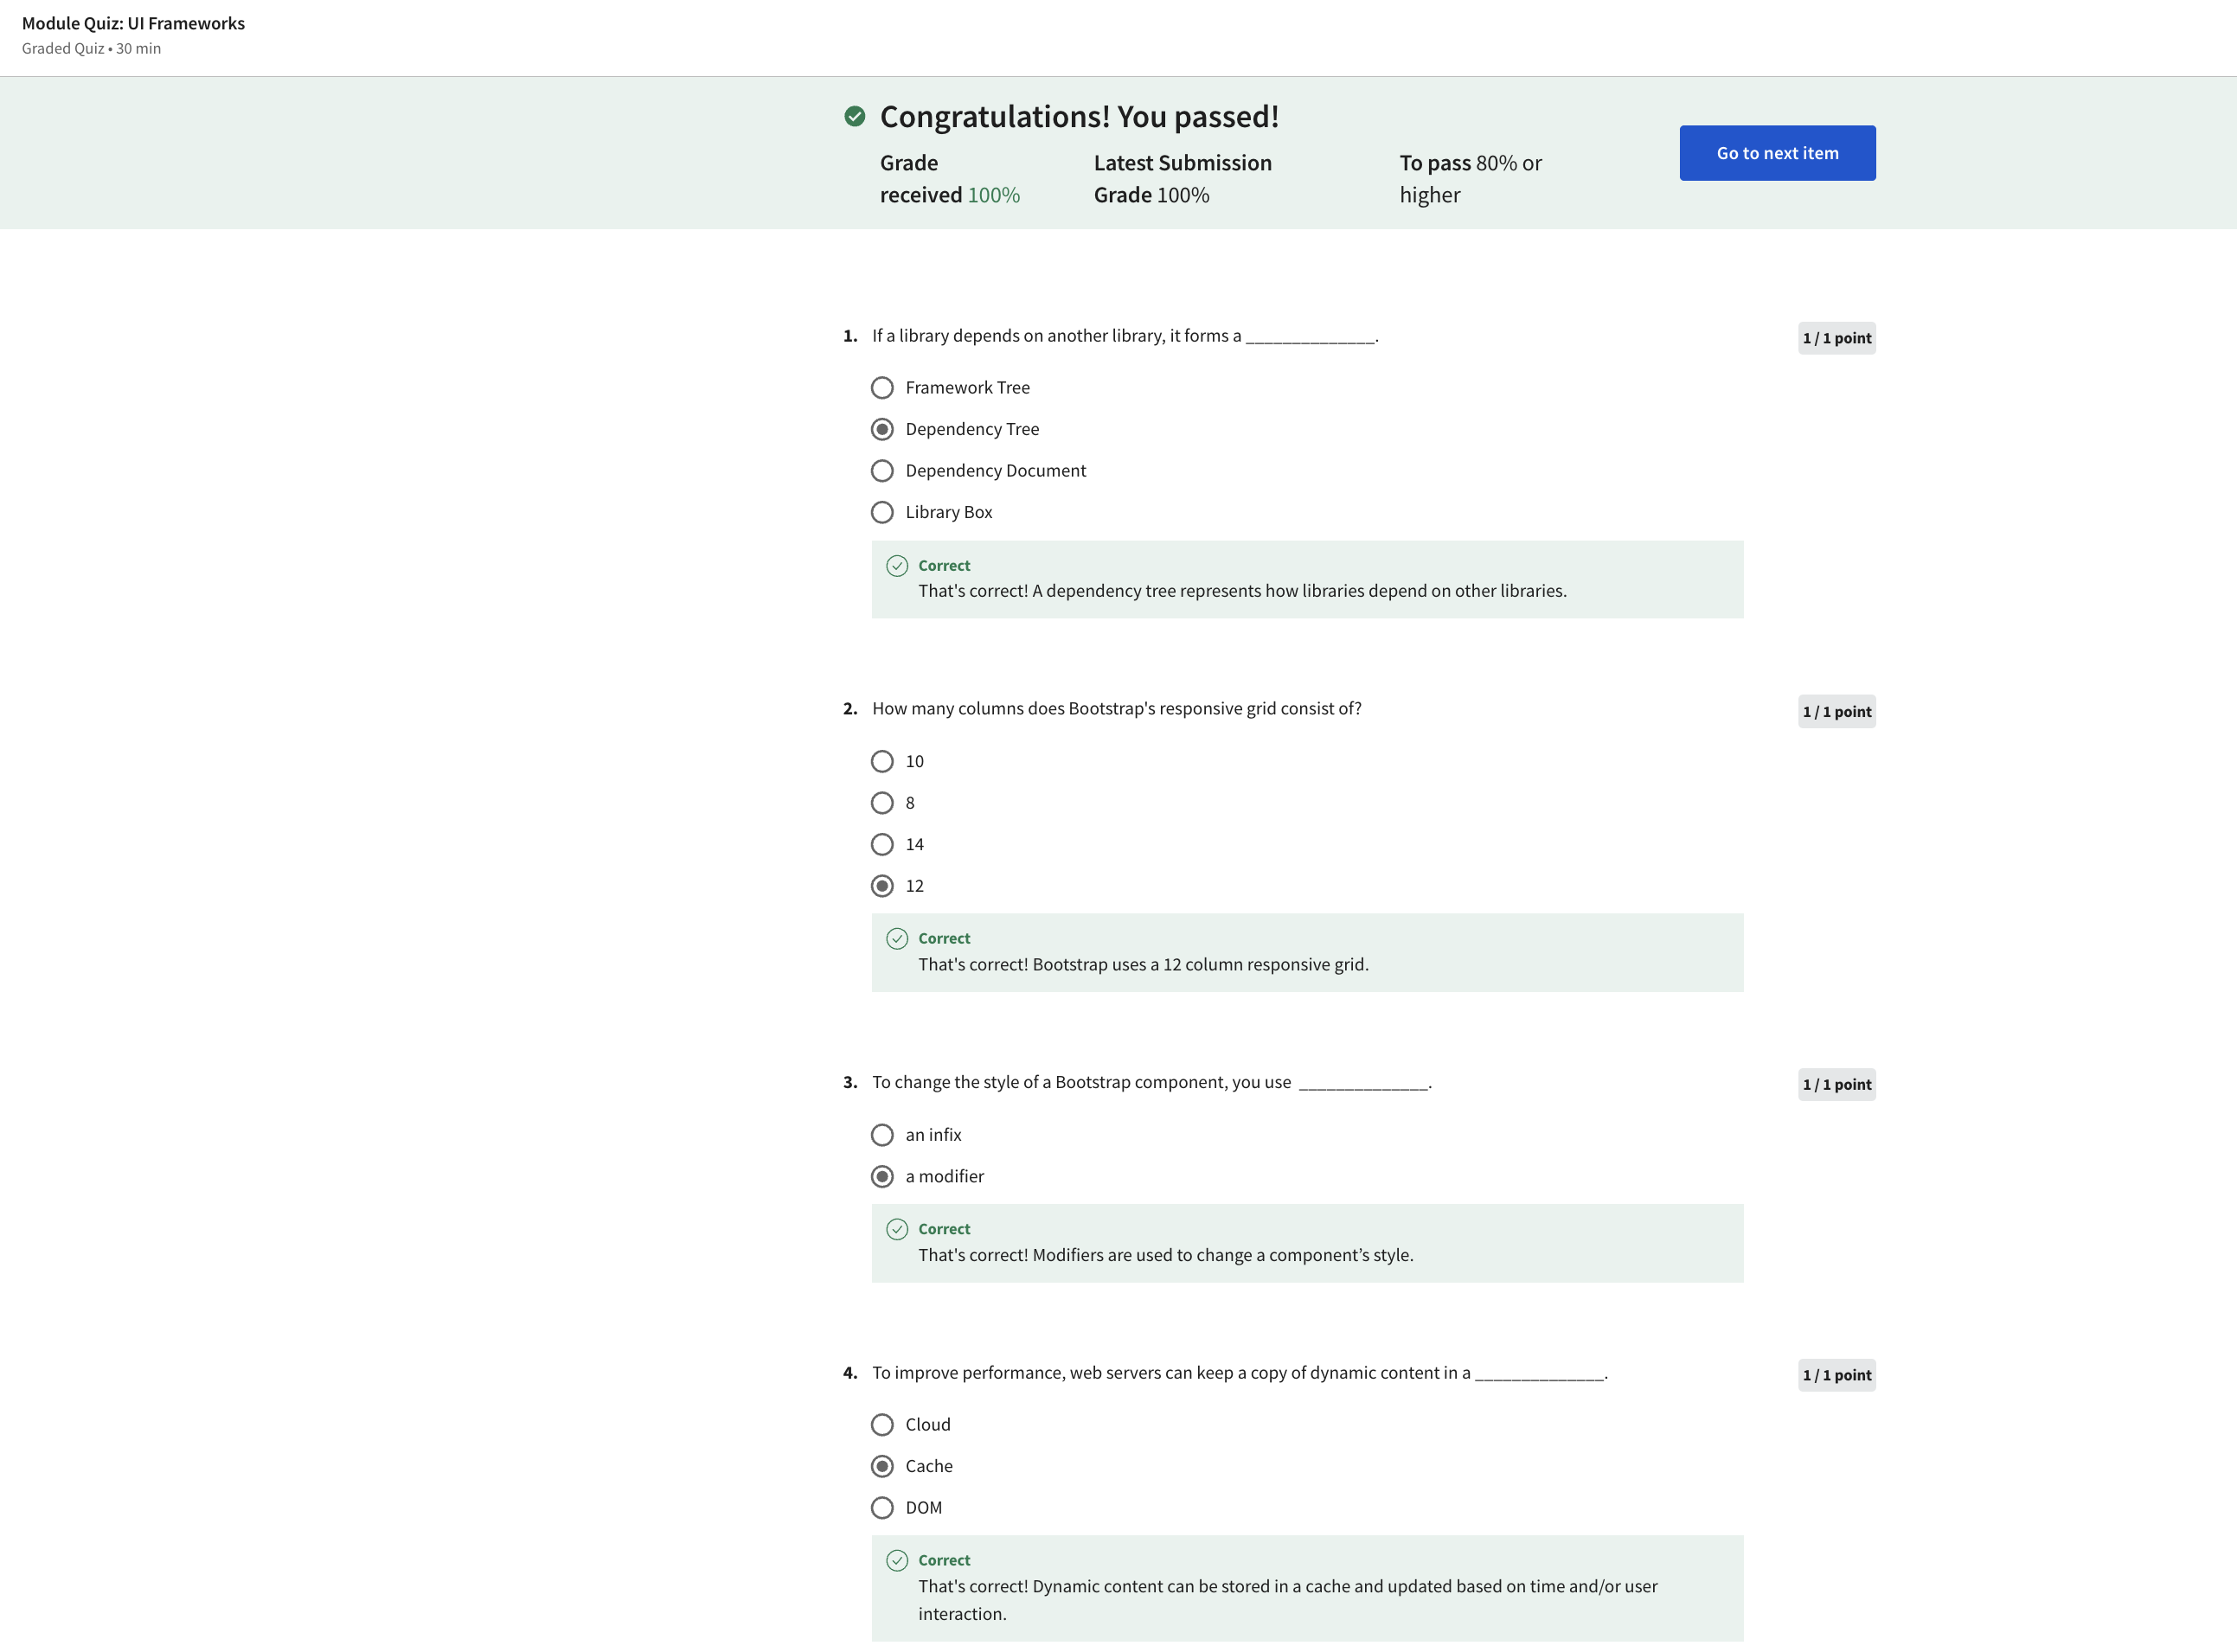 Module Quiz: UI Frameworks
Graded Quiz • 30 min
Congratulations! You passed!
Grade
received 100%
Latest Submission
Grade 100%
To pass 80% or
higher
Go to next item
1. If a library depends on another library, it forms a ______________.
1 / 1 point
Framework Tree
Dependency Tree
Dependency Document
Library Box
Correct
That's correct! A dependency tree represents how libraries depend on other libraries.
2. How many columns does Bootstrap's responsive grid consist of?
1 / 1 point
10
8
14
12
Correct
That's correct! Bootstrap uses a 12 column responsive grid.
3. To change the style of a Bootstrap component, you use ______________.
1 / 1 point
an infix
a modifier
Correct
That's correct! Modifiers are used to change a component’s style.
4. To improve performance, web servers can keep a copy of dynamic content in a ______________.
1 / 1 point
Cloud
Cache
DOM
Correct
That's correct! Dynamic content can be stored in a cache and updated based on time and/or user
interaction.